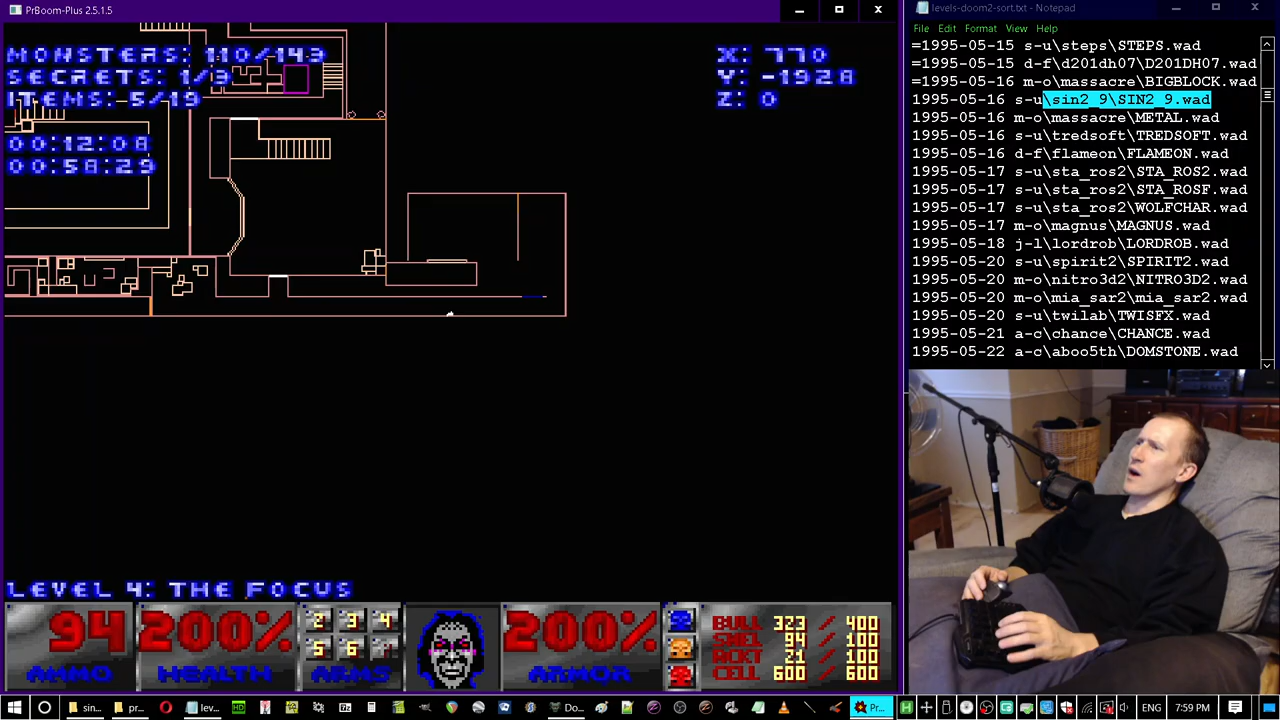 PrBoom-Plus 2.5.1.5
MONSTERS: 110/143
SECRETS: 1/3
ITEMS: 5/19
00:12:08
00:58:29
X: 770
Y: -1928
Z: 0
LEVEL 4: THE FOCUS
94
AMMO
200%
HEALTH
2 3 4
5 6
ARMS
200%
ARMOR
BULL 323 / 400
SHEL 94 / 100
RCKT 21 / 100
CELL 600 / 600
levels-doom2-sort.txt - Notepad
File Edit Format View Help
=1995-05-15 s-u\steps\STEPS.wad
=1995-05-15 d-f\d201dh07\D201DH07.wad
=1995-05-16 m-o\massacre\BIGBLOCK.wad
1995-05-16 s-u\sin2_9\SIN2_9.wad
1995-05-16 m-o\massacre\METAL.wad
1995-05-16 s-u\tredsoft\TREDSOFT.wad
1995-05-16 d-f\flameon\FLAMEON.wad
1995-05-17 s-u\sta_ros2\STA_ROS2.wad
1995-05-17 s-u\sta_ros2\STA_ROSF.wad
1995-05-17 s-u\sta_ros2\WOLFCHAR.wad
1995-05-17 m-o\magnus\MAGNUS.wad
1995-05-18 j-l\lordrob\LORDROB.wad
1995-05-20 s-u\spirit2\SPIRIT2.wad
1995-05-20 m-o\nitro3d2\NITRO3D2.wad
1995-05-20 m-o\mia_sar2\mia_sar2.wad
1995-05-20 s-u\twilab\TWISFX.wad
1995-05-21 a-c\chance\CHANCE.wad
1995-05-22 a-c\aboo5th\DOMSTONE.wad
sin... pr... lev... Do... Pr...
ENG 7:59 PM